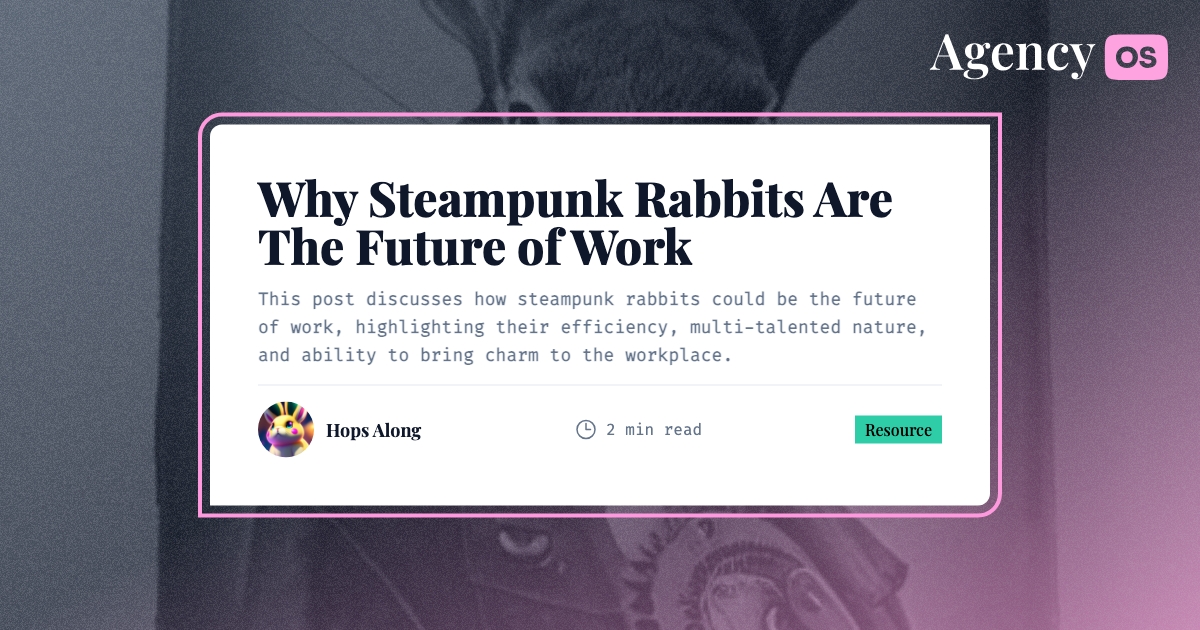 Agency OS
Why Steampunk Rabbits Are
The Future of Work
This post discusses how steampunk rabbits could be the future
of work, highlighting their efficiency, multi-talented nature,
and ability to bring charm to the workplace.
Hops Along
2 min read
Resource